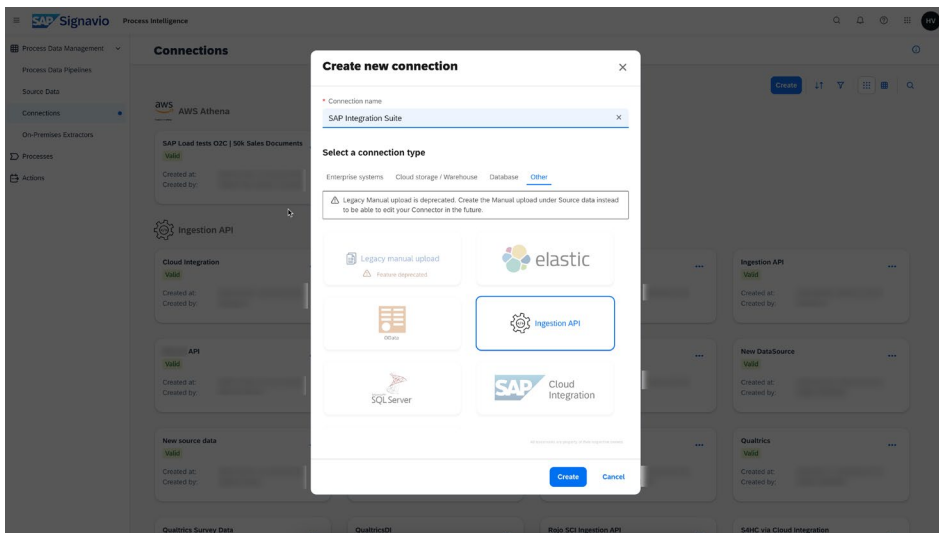 SAP Signavio Process Intelligence
HV
Process Data Management
Process Data Pipelines
Source Data
Connections
On-Premises Extractors
Processes
Actions
Connections
Create
aws
AWS Athena
SAP Load tests O2C | 50k Sales Documents
Valid
Created at:
Created by:
Ingestion API
Cloud Integration
Valid
Created at:
Created by:
Ingestion API
Valid
Created at:
Created by:
API
Valid
Created at:
Created by:
New DataSource
Valid
Created at:
Created by:
New source data
Valid
Created at:
Created by:
Qualtrics
Valid
Created at:
Created by:
Qualtrics Survey Data
QualtricsDI
Rojo SCI Ingestion API
S4HC via Cloud Integration
Create new connection
* Connection name
SAP Integration Suite
Select a connection type
Enterprise systems Cloud storage / Warehouse Database Other
Legacy Manual upload is deprecated. Create the Manual upload under Source data instead
to be able to edit your Connector in the future.
Legacy manual upload
Feature deprecated
elastic
OData
Ingestion API
SQL Server
SAP Cloud
Integration
Create Cancel